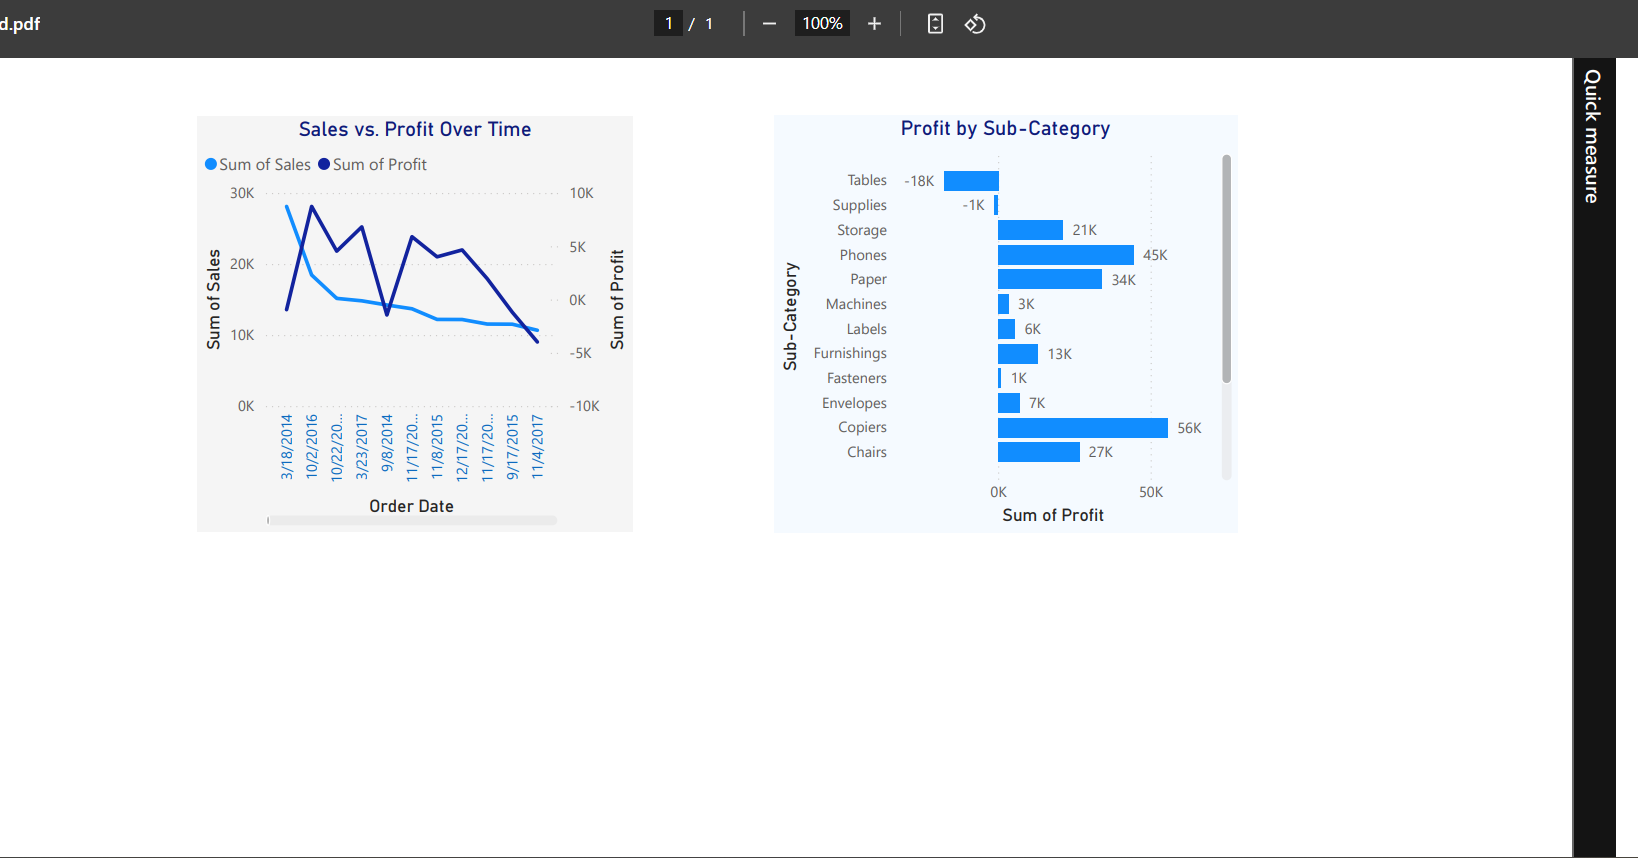 d.pdf
1 / 1
100%
Quick measure
Sales vs. Profit Over Time
Sum of Sales Sum of Profit
30K
20K
10K
0K
Sum of Sales
10K
5K
0K
-5K
-10K
Sum of Profit
3/18/2014
10/2/2016
10/22/20...
3/23/2017
9/8/2014
11/17/20...
11/8/2015
12/17/20...
11/17/20...
9/17/2015
11/4/2017
Order Date
Profit by Sub-Category
Sub-Category
Tables -18K
Supplies -1K
Storage 21K
Phones 45K
Paper 34K
Machines 3K
Labels 6K
Furnishings 13K
Fasteners 1K
Envelopes 7K
Copiers 56K
Chairs 27K
0K 50K
Sum of Profit